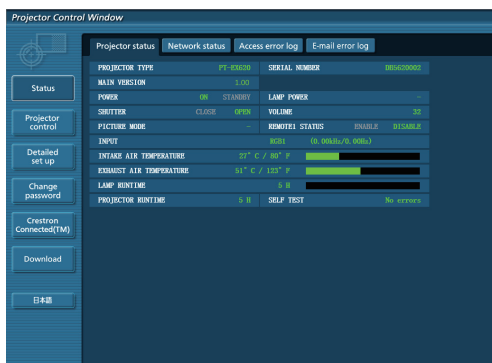 Projector Control Window
Projector status Network status Access error log E-mail error log
PROJECTOR TYPE PT-EX620 SERIAL NUMBER DH5620002
MAIN VERSION 1.00
POWER ON STANDBY LAMP POWER -
SHUTTER CLOSE OPEN VOLUME 32
PICTURE MODE - REMOTE1 STATUS ENABLE DISABLE
INPUT RGB1 (0.00kHz/0.00Hz)
INTAKE AIR TEMPERATURE 27° C / 80° F
EXHAUST AIR TEMPERATURE 51° C / 123° F
LAMP RUNTIME 5 H
PROJECTOR RUNTIME 5 H SELF TEST No errors
Status
Projector
control
Detailed
set up
Change
password
Crestron
Connected(TM)
Download
日本語